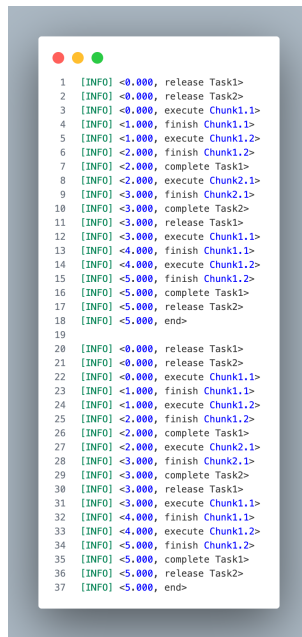 1 [INFO] <0.000, release Task1>
2 [INFO] <0.000, release Task2>
3 [INFO] <0.000, execute Chunk1.1>
4 [INFO] <1.000, finish Chunk1.1>
5 [INFO] <1.000, execute Chunk1.2>
6 [INFO] <2.000, finish Chunk1.2>
7 [INFO] <2.000, complete Task1>
8 [INFO] <2.000, execute Chunk2.1>
9 [INFO] <3.000, finish Chunk2.1>
10 [INFO] <3.000, complete Task2>
11 [INFO] <3.000, release Task1>
12 [INFO] <3.000, execute Chunk1.1>
13 [INFO] <4.000, finish Chunk1.1>
14 [INFO] <4.000, execute Chunk1.2>
15 [INFO] <5.000, finish Chunk1.2>
16 [INFO] <5.000, complete Task1>
17 [INFO] <5.000, release Task2>
18 [INFO] <5.000, end>
19
20 [INFO] <0.000, release Task1>
21 [INFO] <0.000, release Task2>
22 [INFO] <0.000, execute Chunk1.1>
23 [INFO] <1.000, finish Chunk1.1>
24 [INFO] <1.000, execute Chunk1.2>
25 [INFO] <2.000, finish Chunk1.2>
26 [INFO] <2.000, complete Task1>
27 [INFO] <2.000, execute Chunk2.1>
28 [INFO] <3.000, finish Chunk2.1>
29 [INFO] <3.000, complete Task2>
30 [INFO] <3.000, release Task1>
31 [INFO] <3.000, execute Chunk1.1>
32 [INFO] <4.000, finish Chunk1.1>
33 [INFO] <4.000, execute Chunk1.2>
34 [INFO] <5.000, finish Chunk1.2>
35 [INFO] <5.000, complete Task1>
36 [INFO] <5.000, release Task2>
37 [INFO] <5.000, end>